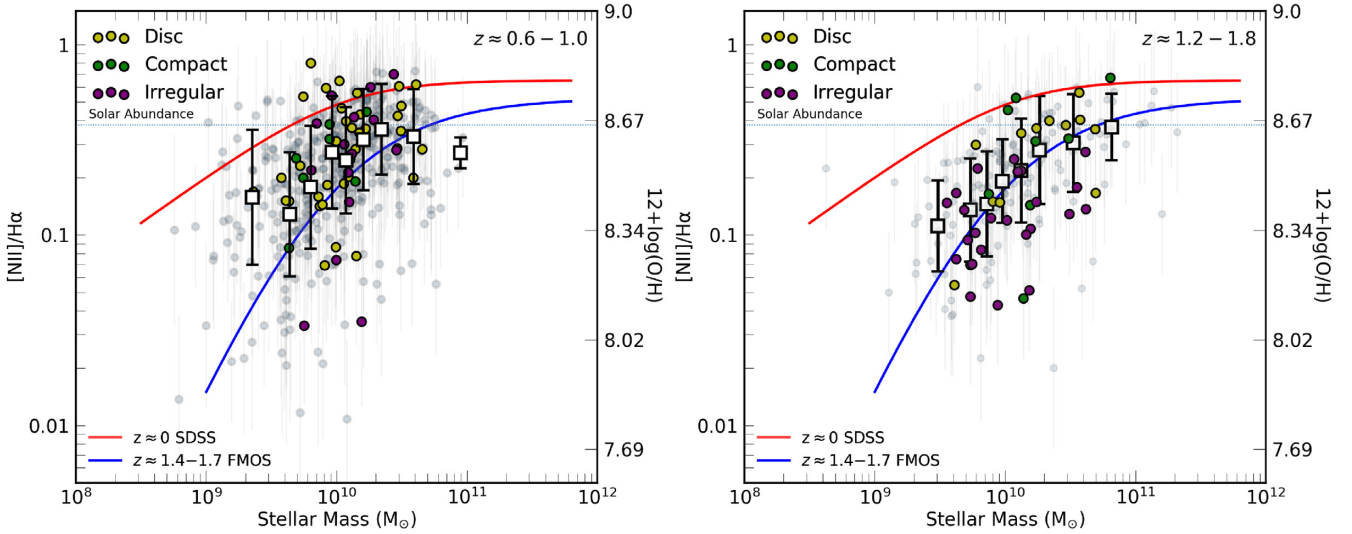 Disc
Compact
Irregular
Solar Abundance
z≈0.6−1.0
1
0.1
0.01
[NII]/Hα
9.0
8.67
8.34
8.02
7.69
12+log(O/H)
z≈0 SDSS
z≈1.4−1.7 FMOS
10⁸ 10⁹ 10¹⁰ 10¹¹ 10¹²
Stellar Mass (M☉)
Disc
Compact
Irregular
Solar Abundance
z≈1.2−1.8
1
0.1
0.01
[NII]/Hα
9.0
8.67
8.34
8.02
7.69
12+log(O/H)
z≈0 SDSS
z≈1.4−1.7 FMOS
10⁸ 10⁹ 10¹⁰ 10¹¹ 10¹²
Stellar Mass (M☉)